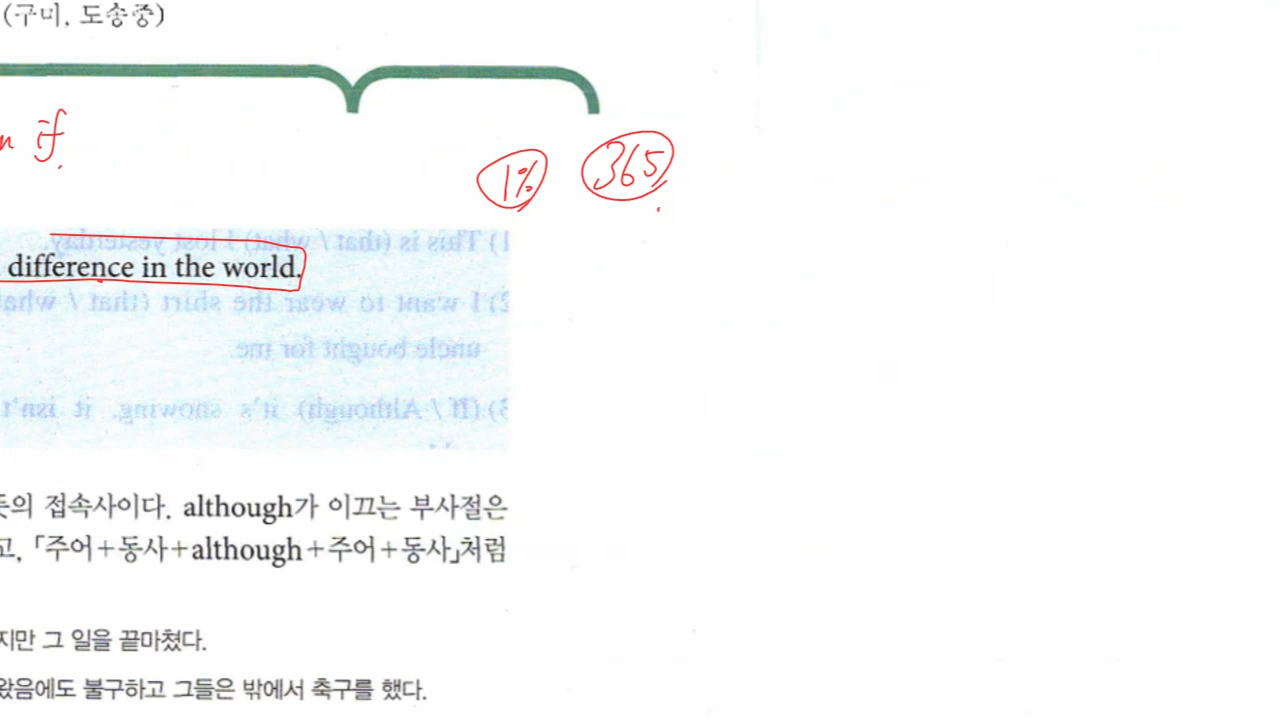 (구미, 도송중)
if
1% 365
difference in the world.
1) This is (that / what) I lost yesterday.
2) I want to wear the shirt (that / what
uncle bought for me.
3) (If / Although) it's snowing, it isn't
의 접속사이다. although가 이끄는 부사절은
고, 「주어+동사+although+주어+동사」처럼
지만 그 일을 끝마쳤다.
왔음에도 불구하고 그들은 밖에서 축구를 했다.